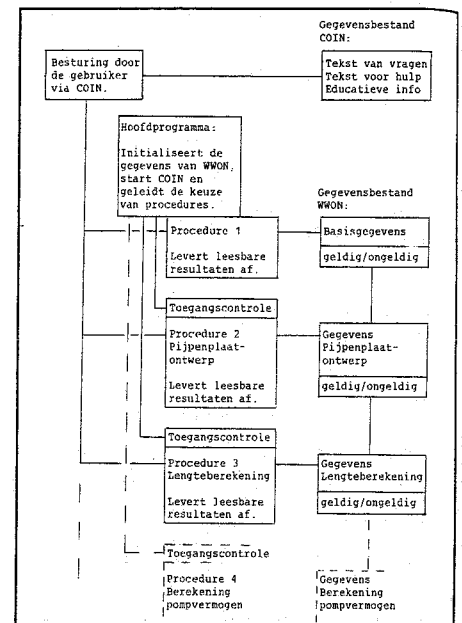 Gegevensbestand
COIN:
Besturing door
de gebruiker
via COIN.
Tekst van vragen
Tekst voor hulp
Educatieve info
Hoofdprogramma:
Initialiseert de
gegevens van WWON,
start COIN en
geleidt de keuze
van procedures.
Gegevensbestand
WWON:
Procedure 1
Levert leesbare
resultaten af.
Basisgegevens
geldig/ongeldig
Toegangscontrole
Procedure 2
Pijpenplaat-
ontwerp
Levert leesbare
resultaten af.
Gegevens
Pijpenplaat-
ontwerp
geldig/ongeldig
Toegangscontrole
Procedure 3
Lengteberekening
Levert leesbare
resultaten af.
Gegevens
Lengteberekening
geldig/ongeldig
Toegangscontrole
Procedure 4
Berekening
pompvermogen
Gegevens
Berekening
pompvermogen